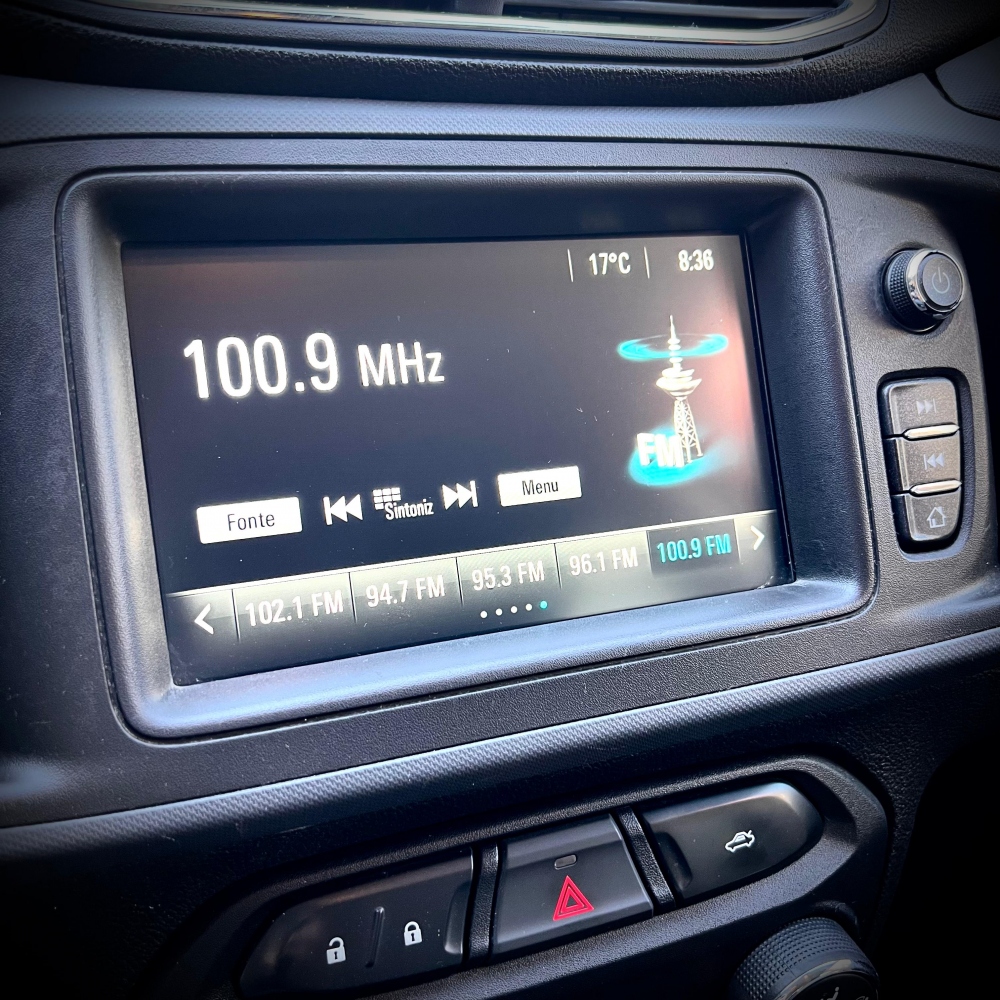 17°C 8:36
100.9 MHz
FM
Fonte Sintoniz Menu
102.1 FM 94.7 FM 95.3 FM 96.1 FM 100.9 FM